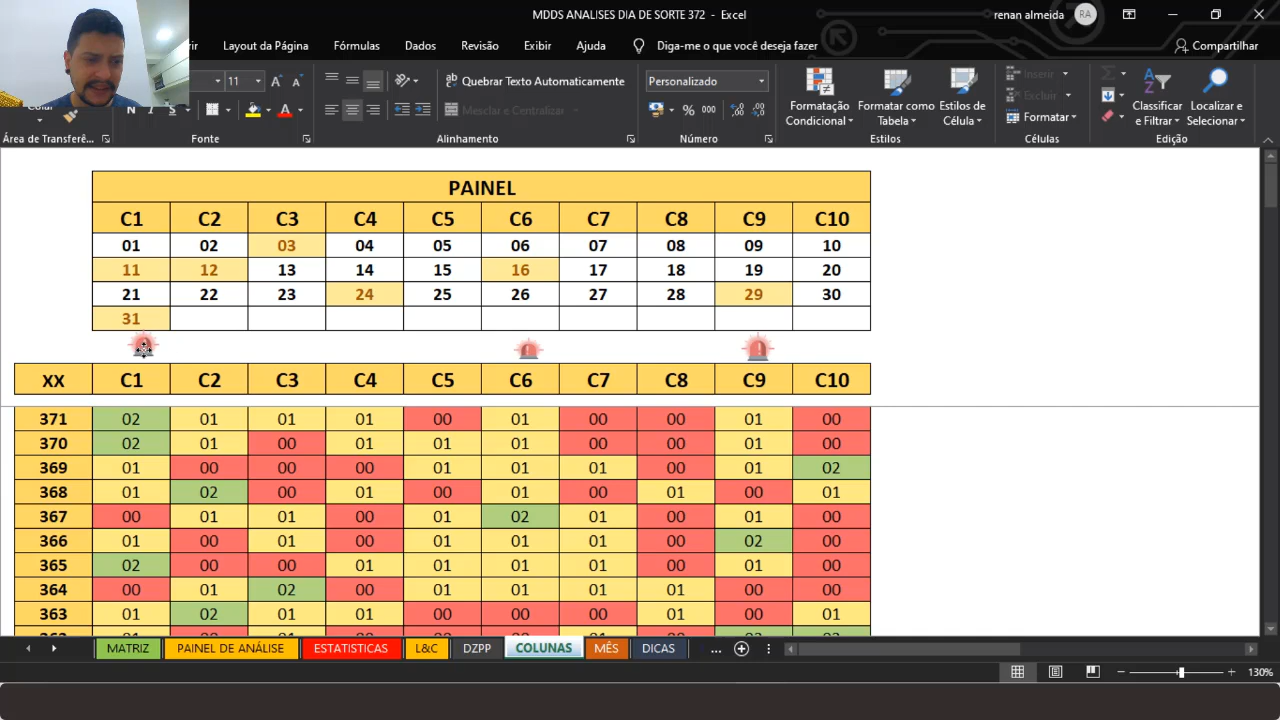 MDDS ANALISES DIA DE SORTE 372 - Excel
renan almeida
RA
Layout da Página Fórmulas Dados Revisão Exibir Ajuda Diga-me o que você deseja fazer
Compartilhar
11 A A
Quebrar Texto Automaticamente
Personalizado
N I S A
Mesclar e Centralizar
% 000
Formatação Condicional
Formatar como Tabela
Estilos de Célula
Inserir
Excluir
Formatar
Classificar e Filtrar
Localizar e Selecionar
Área de Transferê... Fonte Alinhamento Número Estilos Células Edição
PAINEL
C1 C2 C3 C4 C5 C6 C7 C8 C9 C10
01 02 03 04 05 06 07 08 09 10
11 12 13 14 15 16 17 18 19 20
21 22 23 24 25 26 27 28 29 30
31
XX C1 C2 C3 C4 C5 C6 C7 C8 C9 C10
371 02 01 01 01 00 01 00 00 01 00
370 02 01 00 01 01 01 00 00 01 00
369 01 00 00 00 01 01 01 00 01 02
368 01 02 00 01 00 01 00 01 00 01
367 00 01 01 00 01 02 01 00 01 00
366 01 00 01 00 01 01 01 00 02 00
365 02 00 00 01 01 01 01 00 01 00
364 00 01 02 00 01 01 01 01 00 00
363 01 02 01 01 00 00 00 01 00 01
MATRIZ PAINEL DE ANÁLISE ESTATISTICAS L&C DZPP COLUNAS MÊS DICAS ...
130%